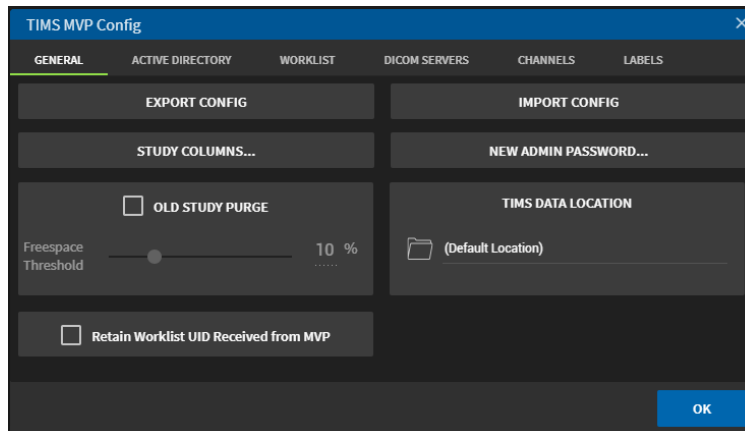 TIMS MVP Config
GENERAL ACTIVE DIRECTORY WORKLIST DICOM SERVERS CHANNELS LABELS
EXPORT CONFIG IMPORT CONFIG
STUDY COLUMNS... NEW ADMIN PASSWORD...
OLD STUDY PURGE
Freespace
Threshold
10 %
TIMS DATA LOCATION
(Default Location)
Retain Worklist UID Received from MVP
OK